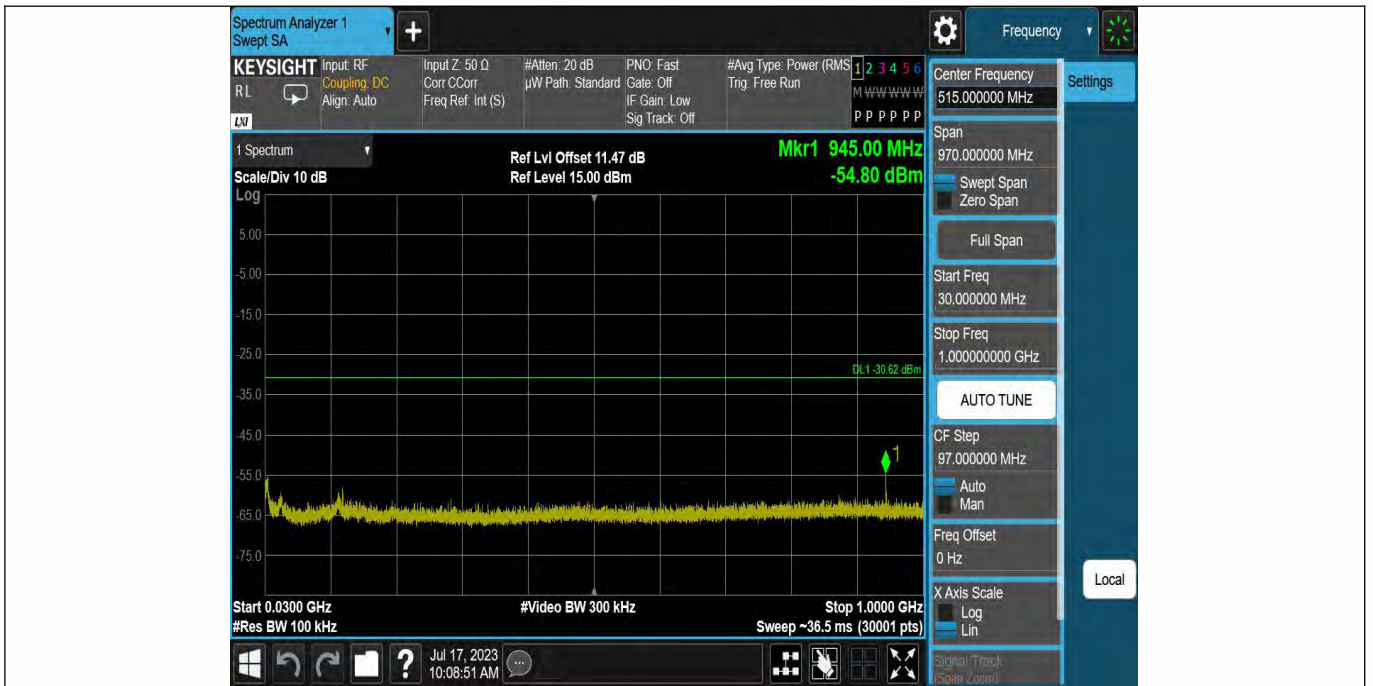 Spectrum Analyzer 1
Swept SA
+
Frequency
KEYSIGHT
RL
LXI
Input: RF
Coupling: DC
Align: Auto
Input Z: 50 Ω
Corr CCorr
Freq Ref: Int (S)
#Atten: 20 dB
µW Path: Standard
PNO: Fast
Gate: Off
IF Gain: Low
Sig Track: Off
#Avg Type: Power (RMS
Trig: Free Run
1 2 3 4 5 6
M W W W W W
P P P P P P
1 Spectrum
Scale/Div 10 dB
Ref Lvl Offset 11.47 dB
Ref Level 15.00 dBm
Mkr1 945.00 MHz
-54.80 dBm
Log
5.00
-5.00
-15.0
-25.0
DL1 -30.62 dBm
-35.0
-45.0
1
-55.0
-65.0
-75.0
Start 0.0300 GHz
#Video BW 300 kHz
Stop 1.0000 GHz
#Res BW 100 kHz
Sweep ~36.5 ms (30001 pts)
?
Jul 17, 2023
10:08:51 AM
Center Frequency
515.000000 MHz
Span
970.000000 MHz
Swept Span
Zero Span
Full Span
Start Freq
30.000000 MHz
Stop Freq
1.000000000 GHz
AUTO TUNE
CF Step
97.000000 MHz
Auto
Man
Freq Offset
0 Hz
X Axis Scale
Log
Lin
Signal Track
(Span Zoom)
Settings
Local